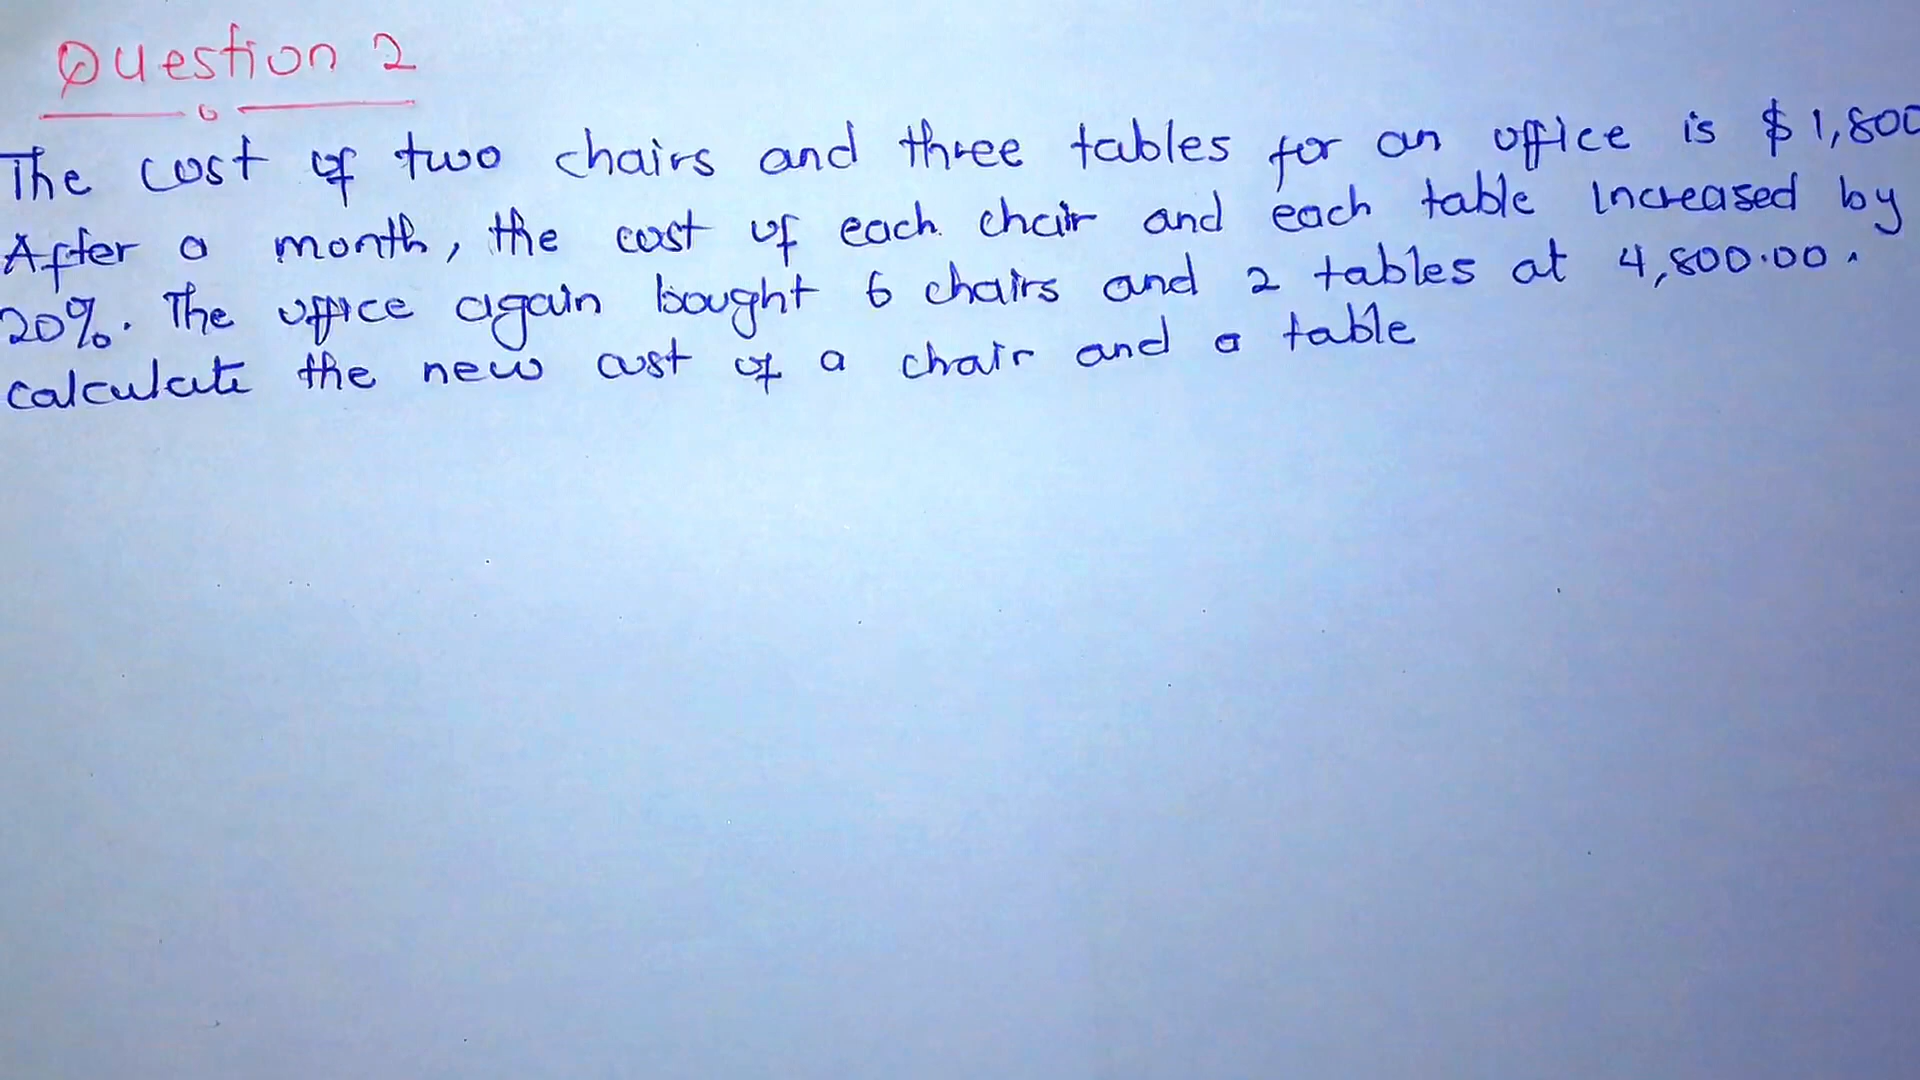 Question 2
The cost of two chairs and three tables for an office is $1,800
After a month, the cost of each chair and each table increased by
20%. The office again bought 6 chairs and 2 tables at 4,800.00.
calculate the new cost of a chair and a table